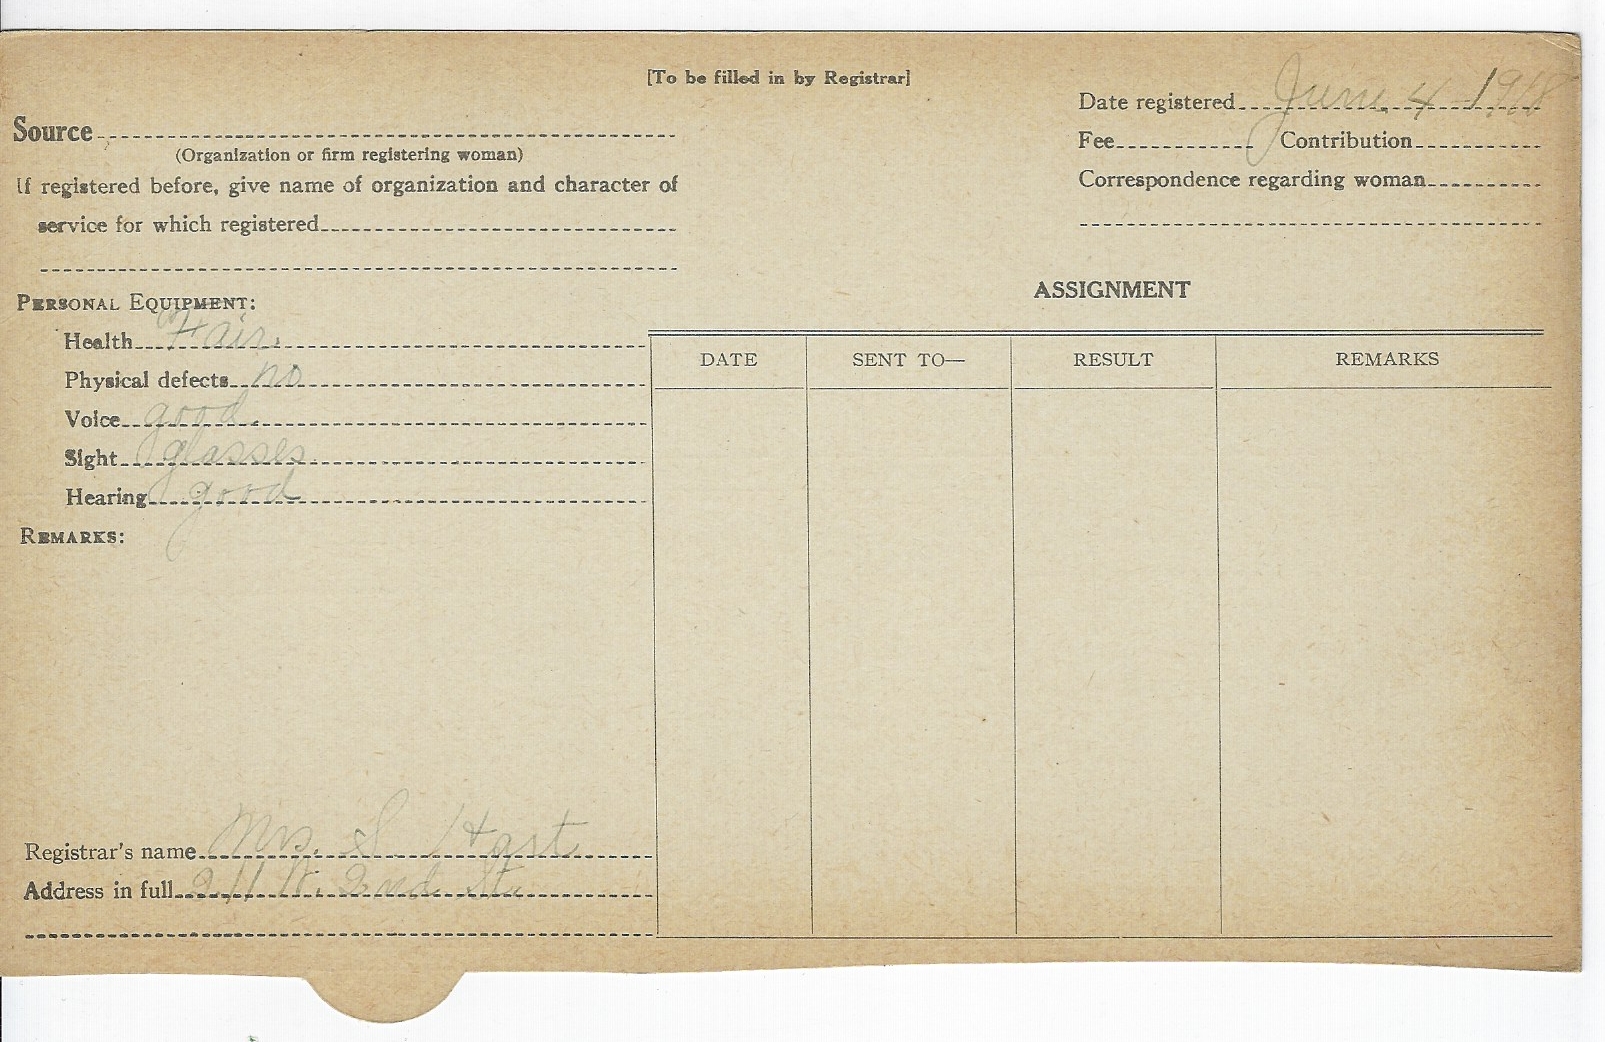 [To be filled in by Registrar]
Date registered June 4 1918
Source
(Organization or firm registering woman)
Fee Contribution
If registered before, give name of organization and character of
Correspondence regarding woman
service for which registered
ASSIGNMENT
PERSONAL EQUIPMENT:
Health Fair.
Physical defects no
Voice good
Sight glasses
Hearing good
REMARKS:
DATE SENT TO— RESULT REMARKS
Registrar's name Mrs. S. Hart
Address in full 211 W. 2nd St.